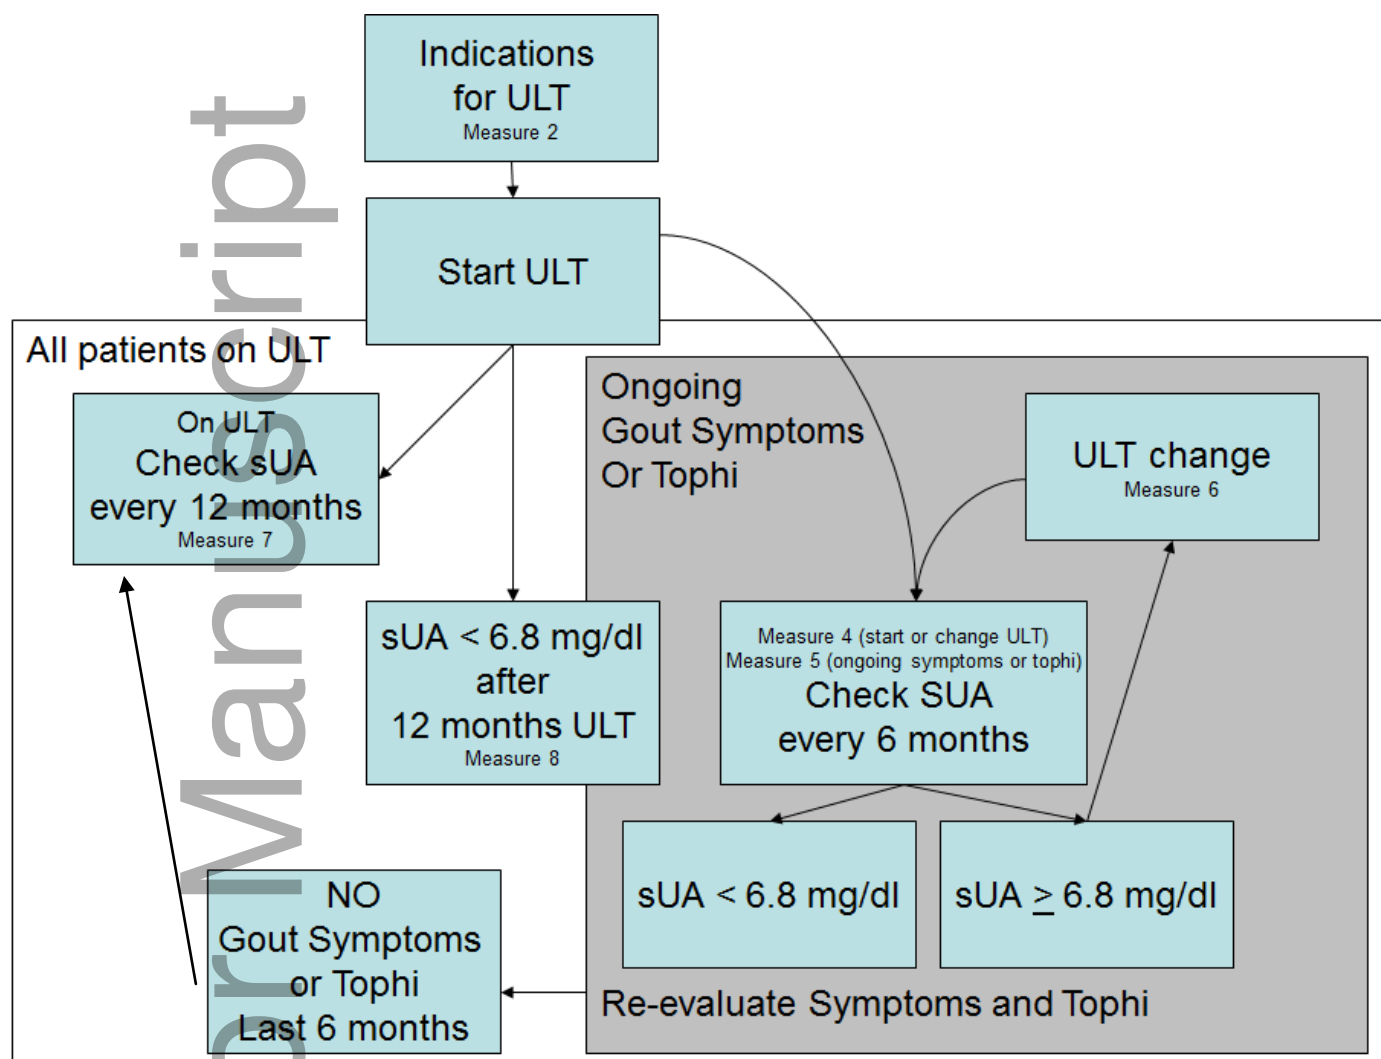 Indications
for ULT
Measure 2
Start ULT
All patients on ULT
On ULT
Check sUA
every 12 months
Measure 7
Ongoing
Gout Symptoms
Or Tophi
ULT change
Measure 6
sUA < 6.8 mg/dl
after
12 months ULT
Measure 8
Measure 4 (start or change ULT)
Measure 5 (ongoing symptoms or tophi)
Check SUA
every 6 months
sUA < 6.8 mg/dl
sUA ≥ 6.8 mg/dl
NO
Gout Symptoms
or Tophi
Last 6 months
Re-evaluate Symptoms and Tophi
or Manuscript